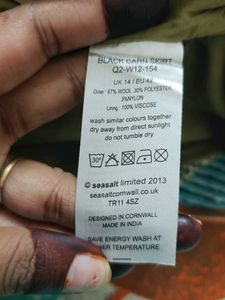 BLACK CARN SKIRT
Q2-W12-154
UK 14 / EU 42
Outer: 67% WOOL 30% POLYESTER
3%NYLON
Lining: 100% VISCOSE
wash similar colours together
dry away from direct sunlight
do not tumble dry
30°
© seasalt limited 2013
seasaltcornwall.co.uk
TR11 4SZ
DESIGNED IN CORNWALL
MADE IN INDIA
SAVE ENERGY WASH AT
LOWER TEMPERATURE